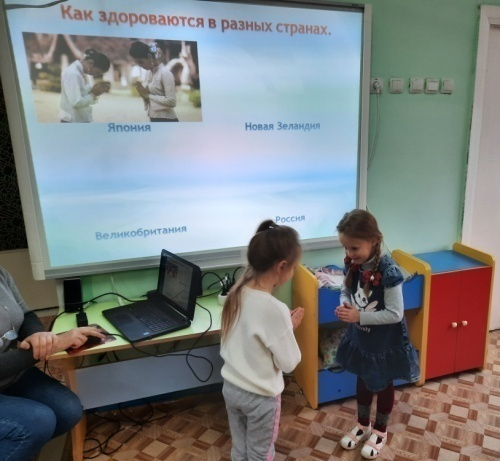 Как здороваются в разных странах.
Япония
Новая Зеландия
Великобритания
Россия